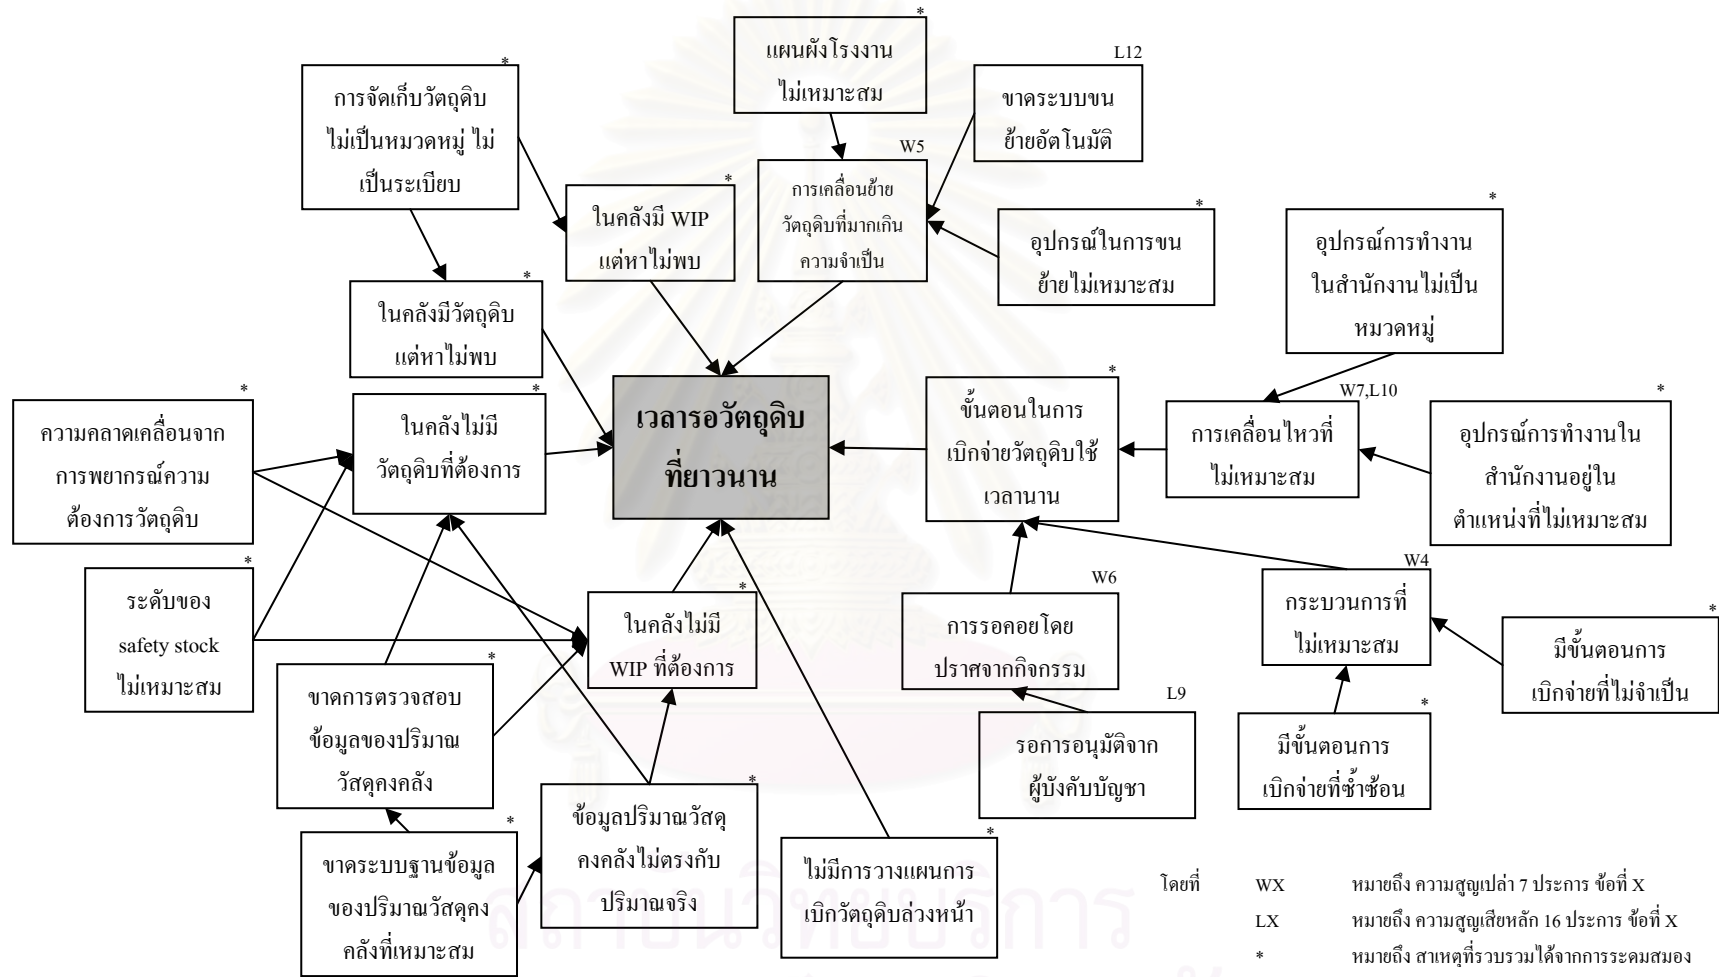 *
แผนผังโรงงาน
ไม่เหมาะสม
L12
ขาดระบบขน
ย้ายอัตโนมัติ
*
การจัดเก็บวัตถุดิบ
ไม่เป็นหมวดหมู่ ไม่
เป็นระเบียบ
W5
การเคลื่อนย้าย
วัตถุดิบที่มากเกิน
ความจำเป็น
*
ในคลังมี WIP
แต่หาไม่พบ
*
อุปกรณ์ในการขน
ย้ายไม่เหมาะสม
*
อุปกรณ์การทำงาน
ในสำนักงานไม่เป็น
หมวดหมู่
*
ในคลังมีวัตถุดิบ
แต่หาไม่พบ
*
ความคลาดเคลื่อนจาก
การพยากรณ์ความ
ต้องการวัตถุดิบ
*
ในคลังไม่มี
วัตถุดิบที่ต้องการ
เวลารอวัตถุดิบ
ที่ยาวนาน
*
ขั้นตอนในการ
เบิกจ่ายวัตถุดิบใช้
เวลานาน
W7,L10
การเคลื่อนไหวที่
ไม่เหมาะสม
*
อุปกรณ์การทำงานใน
สำนักงานอยู่ใน
ตำแหน่งที่ไม่เหมาะสม
*
ระดับของ
safety stock
ไม่เหมาะสม
*
ในคลังไม่มี
WIP ที่ต้องการ
W6
การรอคอยโดย
ปราศจากกิจกรรม
W4
กระบวนการที่
ไม่เหมาะสม
*
มีขั้นตอนการ
เบิกจ่ายที่ไม่จำเป็น
*
ขาดการตรวจสอบ
ข้อมูลของปริมาณ
วัสดุคงคลัง
L9
รอการอนุมัติจาก
ผู้บังคับบัญชา
*
มีขั้นตอนการ
เบิกจ่ายที่ซ้ำซ้อน
*
ข้อมูลปริมาณวัสดุ
คงคลังไม่ตรงกับ
ปริมาณจริง
*
ขาดระบบฐานข้อมูล
ของปริมาณวัสดุคง
คลังที่เหมาะสม
*
ไม่มีการวางแผนการ
เบิกวัตถุดิบล่วงหน้า
โดยที่ WX หมายถึง ความสูญเปล่า 7 ประการ ข้อที่ X
LX หมายถึง ความสูญเสียหลัก 16 ประการ ข้อที่ X
* หมายถึง สาเหตุที่รวบรวมได้จากการระดมสมอง
สถาบันวิทยบริการ